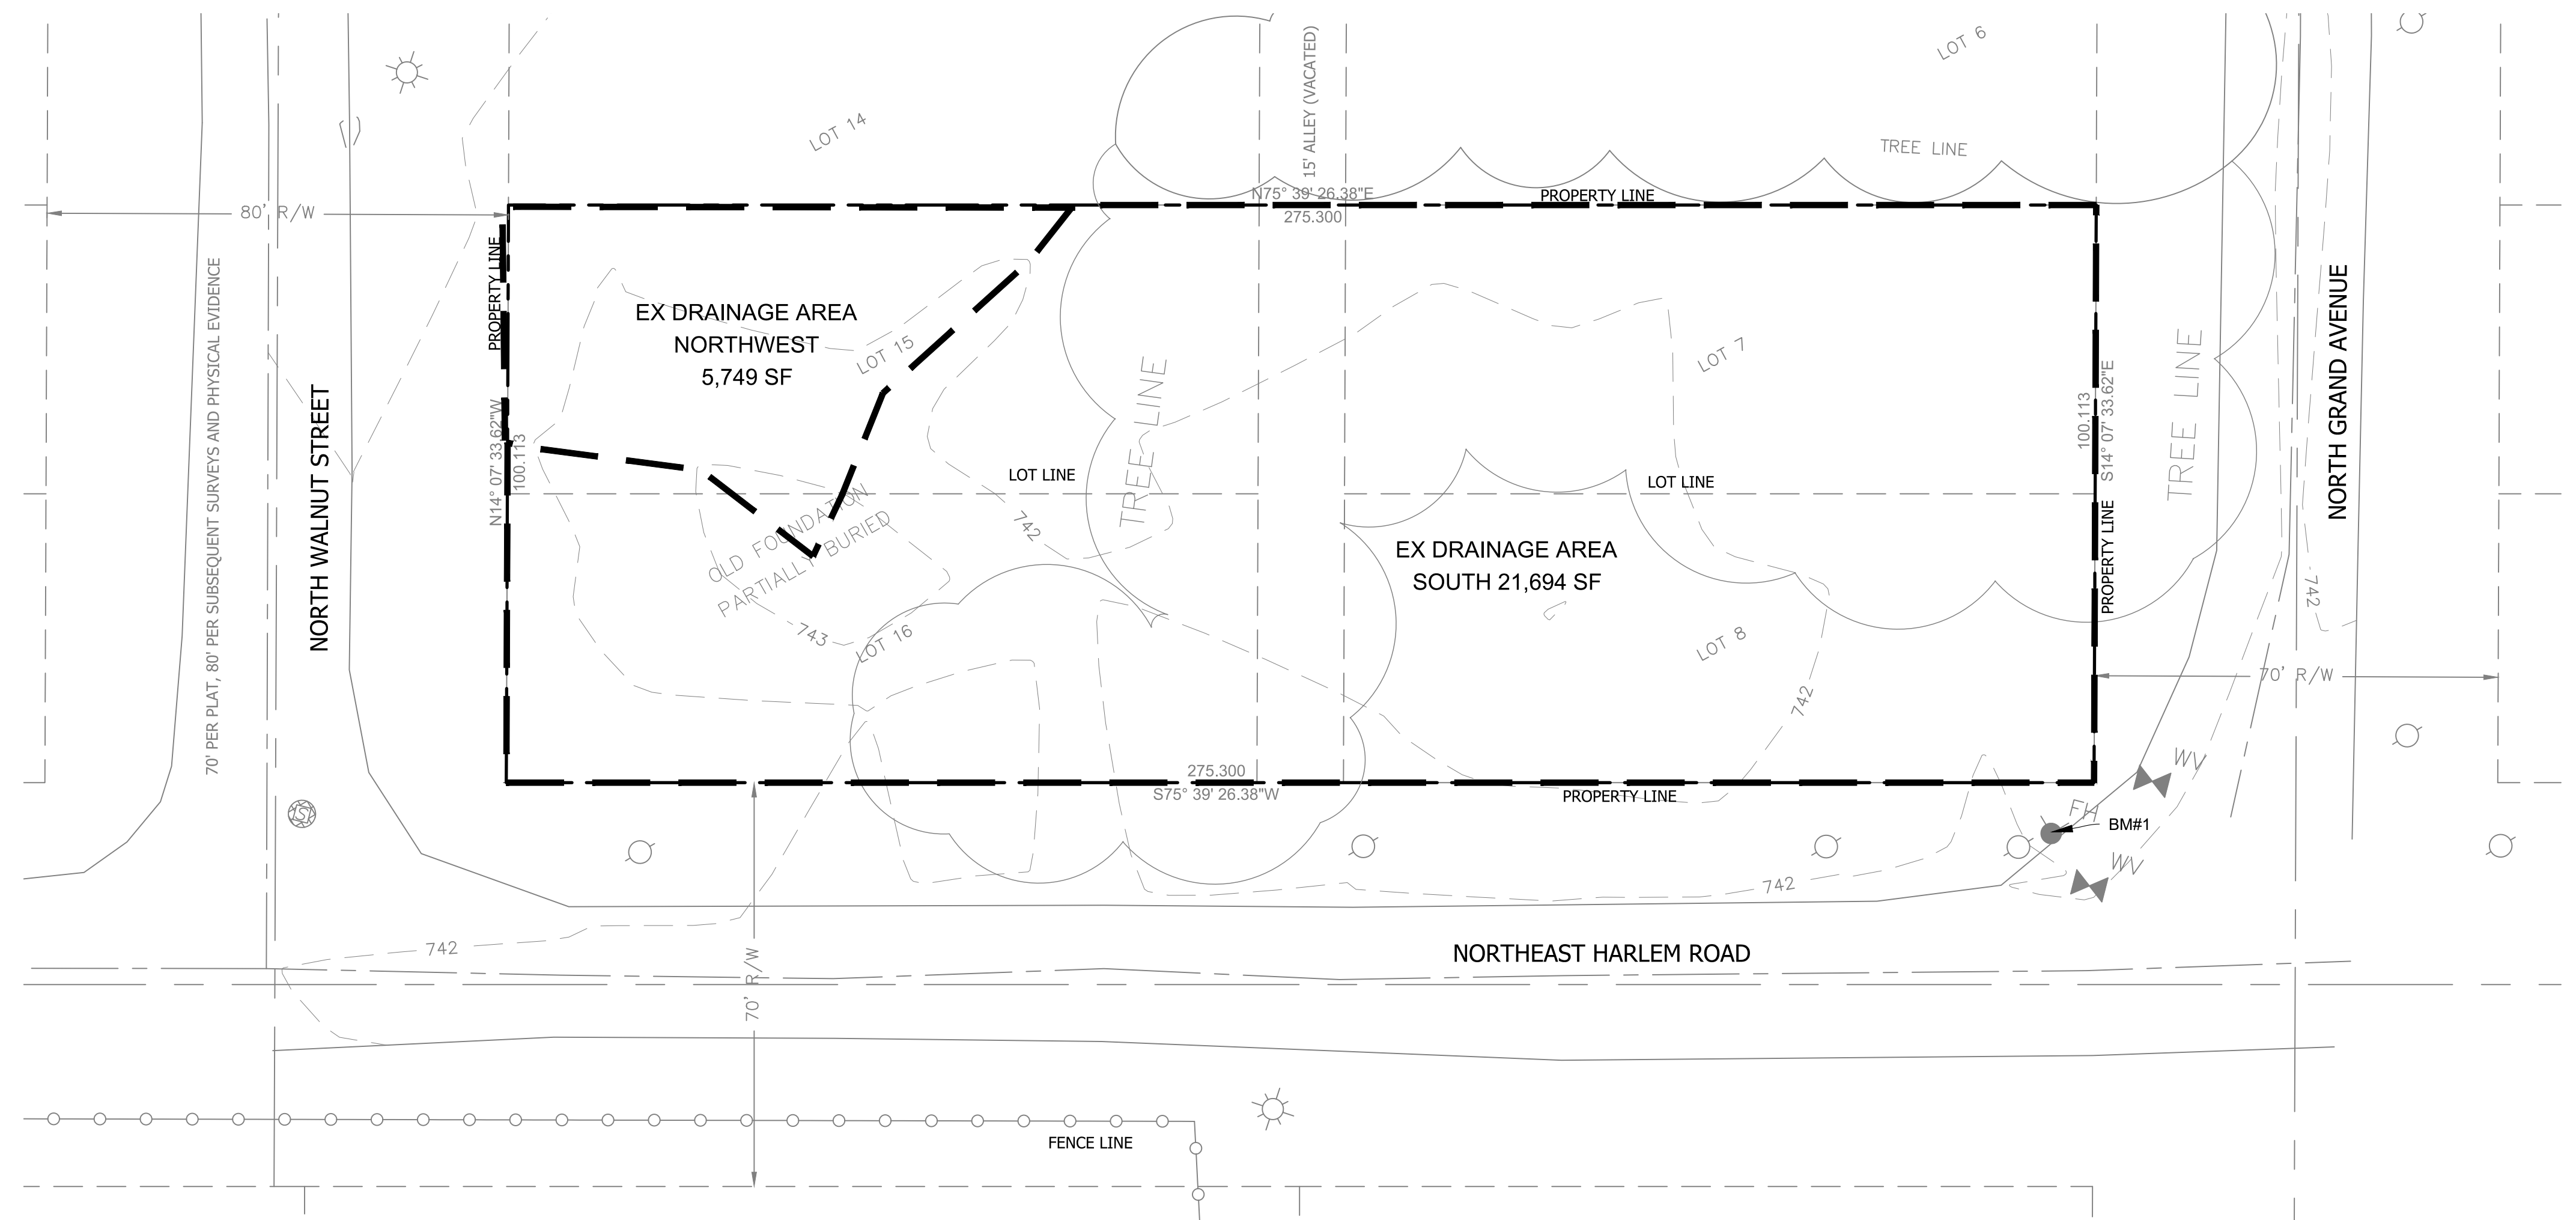 LOT 6
15' ALLEY (VACATED)
LOT 14
TREE LINE
N75° 39' 26.38"E
PROPERTY LINE
275.300
80' R/W
PROPERTY LINE
EX DRAINAGE AREA
NORTHWEST
5,749 SF
LOT 15
LOT 7
TREE LINE
TREE LINE
NORTH GRAND AVENUE
70' PER PLAT, 80' PER SUBSEQUENT SURVEYS AND PHYSICAL EVIDENCE
NORTH WALNUT STREET
N14° 07' 33.62"W
100.113
100.113
S14° 07' 33.62"E
LOT LINE
LOT LINE
OLD FOUNDATION
PARTIALLY BURIED
742
EX DRAINAGE AREA
SOUTH 21,694 SF
PROPERTY LINE
742
743
LOT 16
LOT 8
742
70' R/W
275.300
S75° 39' 26.38"W
PROPERTY LINE
WV
FH
BM#1
S
WV
742
742
70' R/W
NORTHEAST HARLEM ROAD
FENCE LINE